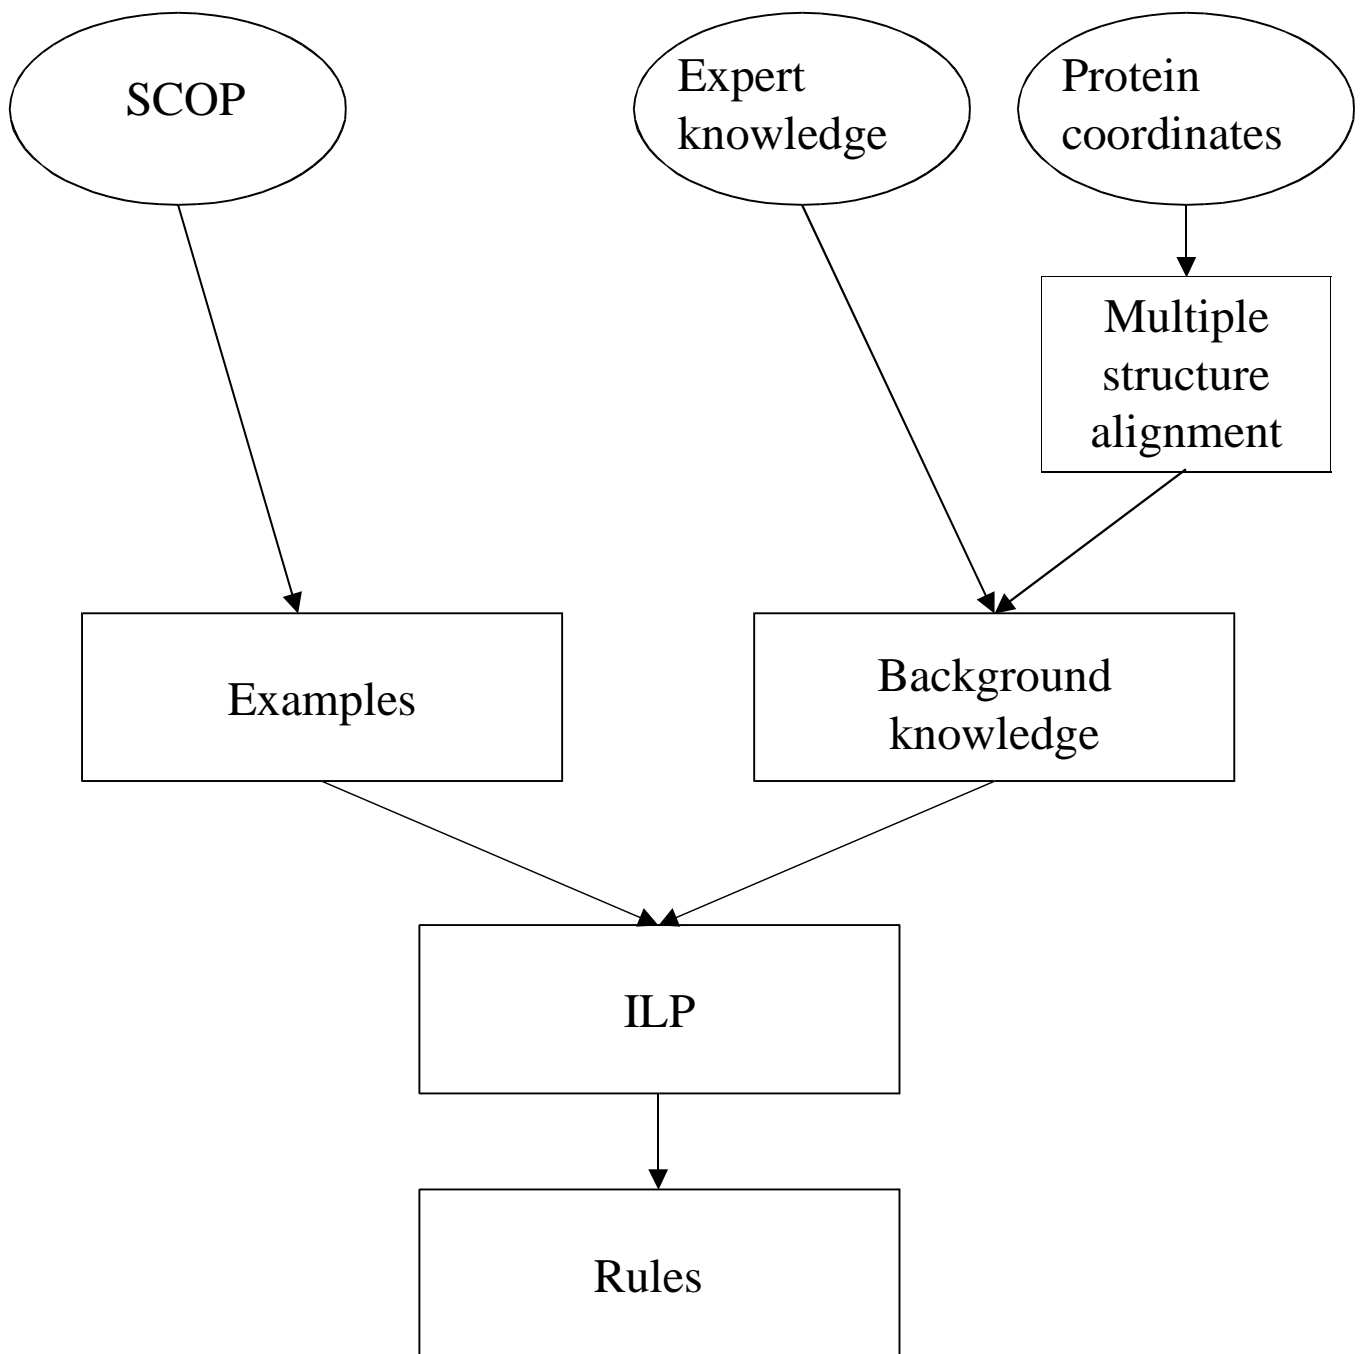 SCOP
Expert
knowledge
Protein
coordinates
Multiple
structure
alignment
Examples
Background
knowledge
ILP
Rules